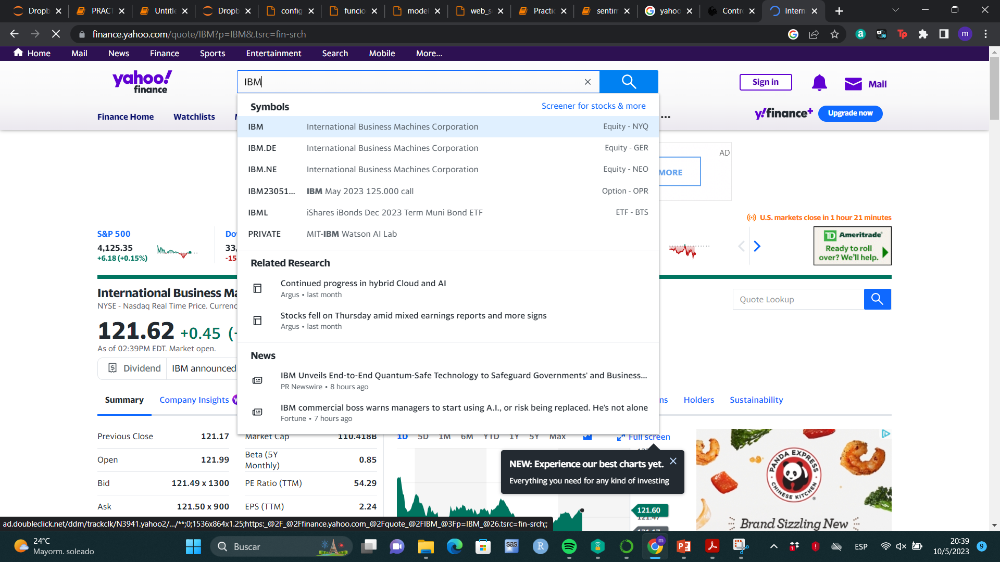 Dropb
PRACT
Untitle
Dropb
config
funcio
model
web_s
Practic
sentim
yahoo
Contro
Intern
finance.yahoo.com/quote/IBM?p=IBM&.tsrc=fin-srch
Home Mail News Finance Sports Entertainment Search Mobile More...
yahoo!
finance
IBM
Sign in
Mail
Finance Home Watchlists
y!finance+ Upgrade now
Symbols Screener for stocks & more
IBM International Business Machines Corporation Equity - NYQ
IBM.DE International Business Machines Corporation Equity - GER
IBM.NE International Business Machines Corporation Equity - NEO
IBM23051... IBM May 2023 125.000 call Option - OPR
IBML iShares iBonds Dec 2023 Term Muni Bond ETF ETF - BTS
PRIVATE MIT-IBM Watson AI Lab
AD
MORE
U.S. markets close in 1 hour 21 minutes
S&P 500
4,125.35
+6.18 (+0.15%)
Do
33,
-15
TD Ameritrade
Ready to roll
over? We'll help.
Related Research
Continued progress in hybrid Cloud and AI
Argus • last month
Stocks fell on Thursday amid mixed earnings reports and more signs
Argus • last month
International Business Ma
NYSE - Nasdaq Real Time Price. Currenc
121.62 +0.45 (
As of 02:39PM EDT. Market open.
Dividend IBM announced
Quote Lookup
News
IBM Unveils End-to-End Quantum-Safe Technology to Safeguard Governments' and Business...
PR Newswire • 8 hours ago
IBM commercial boss warns managers to start using A.I., or risk being replaced. He's not alone
Fortune • 7 hours ago
Summary Company Insights ns Holders Sustainability
Previous Close 121.17
Open 121.99
Bid 121.49 x 1300
Ask 121.50 x 900
Market Cap 110.418B
Beta (5Y
Monthly) 0.85
PE Ratio (TTM) 54.29
EPS (TTM) 2.24
1D 5D 1M 6M YTD 1Y 5Y Max Full screen
NEW: Experience our best charts yet.
Everything you need for any kind of investing
121.60
121.47
PANDA EXPRESS
CHINESE KITCHEN
Brand Sizzling New
ad.doubleclick.net/ddm/trackclk/N3941.yahoo2/.../**;0;1536x864x1.25;https:_@2F_@2Ffinance.yahoo.com_@2Fquote_@2FIBM_@3Fp=IBM_@26.tsrc=fin-srch;;
24°C
Mayorm. soleado
Buscar
sas
R
ESP
20:39
10/5/2023
9